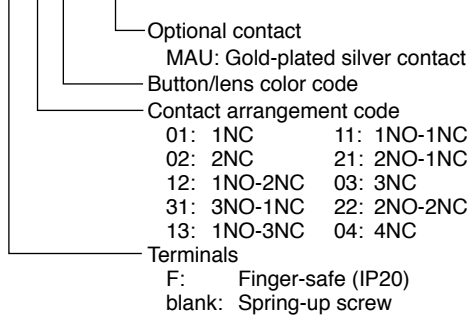 Optional contact
MAU: Gold-plated silver contact
Button/lens color code
Contact arrangement code
01: 1NC 11: 1NO-1NC
02: 2NC 21: 2NO-1NC
12: 1NO-2NC 03: 3NC
31: 3NO-1NC 22: 2NO-2NC
13: 1NO-3NC 04: 4NC
Terminals
F: Finger-safe (IP20)
blank: Spring-up screw